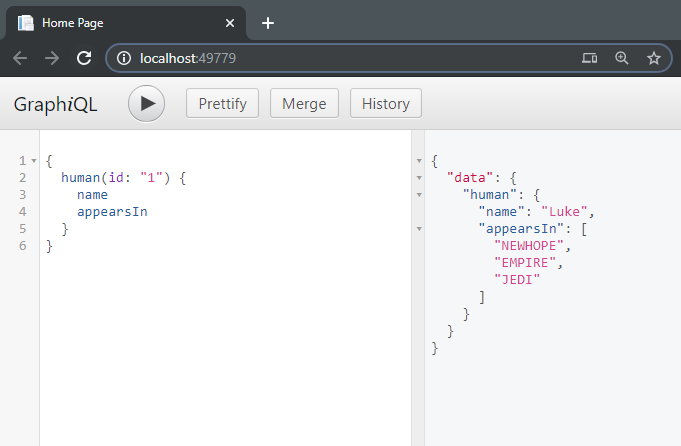 Home Page
localhost:49779
GraphiQL Prettify Merge History
1 {
2 human(id: "1") {
3 name
4 appearsIn
5 }
6 }
{
"data": {
"human": {
"name": "Luke",
"appearsIn": [
"NEWHOPE",
"EMPIRE",
"JEDI"
]
}
}
}